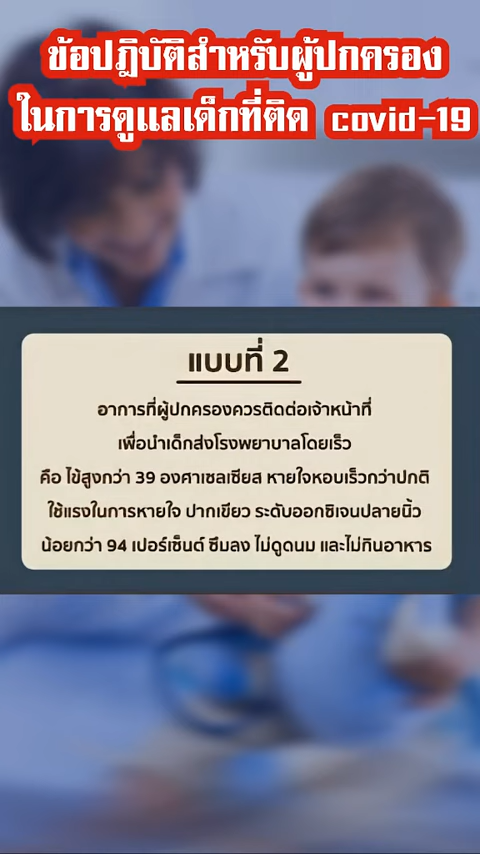 ข้อปฏิบัติสำหรับผู้ปกครอง
ในการดูแลเด็กที่ติด covid-19
แบบที่ 2
อาการที่ผู้ปกครองควรติดต่อเจ้าหน้าที่
เพื่อนำเด็กส่งโรงพยาบาลโดยเร็ว
คือ ไข้สูงกว่า 39 องศาเซลเซียส หายใจหอบเร็วกว่าปกติ
ใช้แรงในการหายใจ ปากเขียว ระดับออกซิเจนปลายนิ้ว
น้อยกว่า 94 เปอร์เซ็นต์ ซึมลง ไม่ดูดนม และไม่กินอาหาร